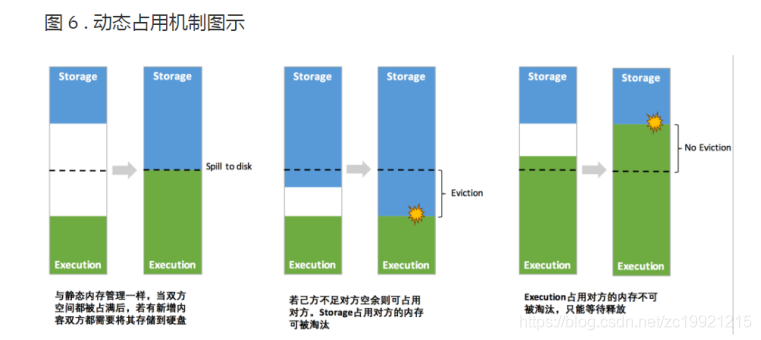 图 6 . 动态占用机制图示
Storage
Storage
Spill to disk
Execution
Execution
与静态内存管理一样，当双方
空间都被占满后，若有新增内
容双方都需要将其存储到硬盘
Storage
Storage
Eviction
Execution
Execution
若己方不足对方空余则可占用
对方，Storage占用对方的内存
可被淘汰
Storage
Storage
No Eviction
Execution
Execution
Execution占用对方的内存不可
被淘汰，只能等待释放
https://blog.csdn.net/zc19921215